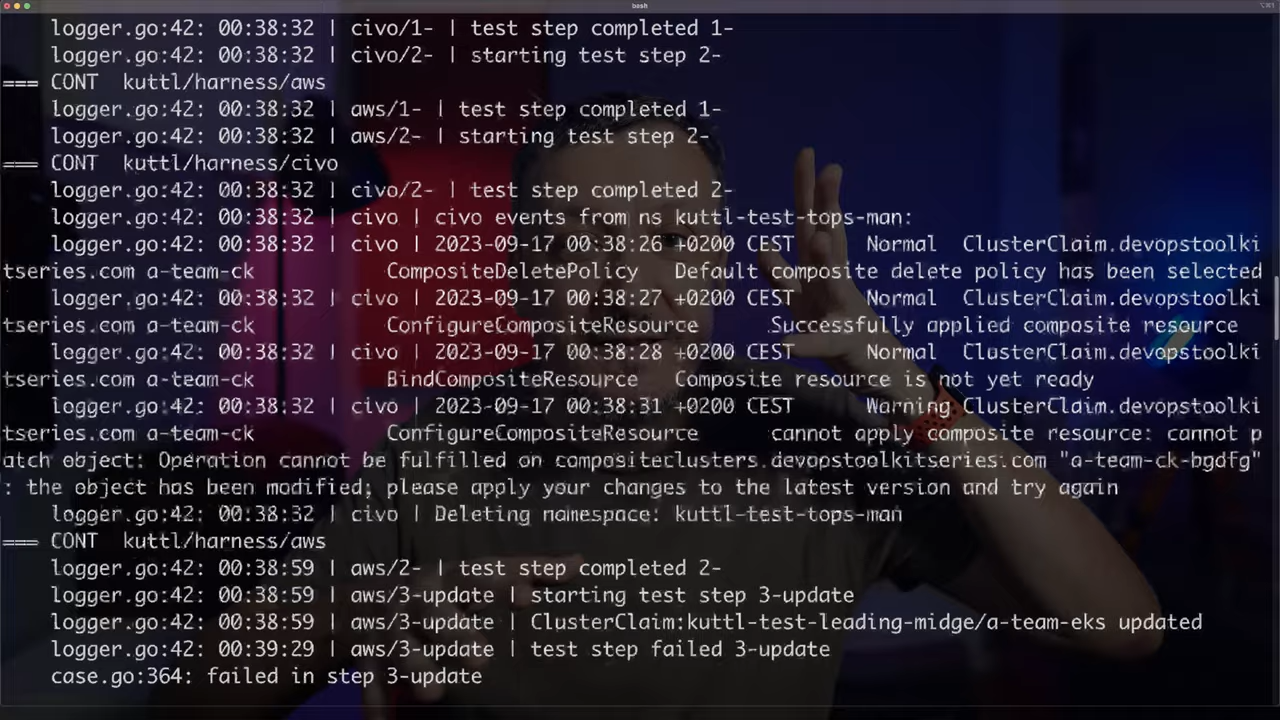 bash
logger.go:42: 00:38:32 | civo/1- | test step completed 1-
logger.go:42: 00:38:32 | civo/2- | starting test step 2-
=== CONT  kuttl/harness/aws
logger.go:42: 00:38:32 | aws/1- | test step completed 1-
logger.go:42: 00:38:32 | aws/2- | starting test step 2-
=== CONT  kuttl/harness/civo
logger.go:42: 00:38:32 | civo/2- | test step completed 2-
logger.go:42: 00:38:32 | civo | civo events from ns kuttl-test-tops-man:
logger.go:42: 00:38:32 | civo | 2023-09-17 00:38:26 +0200 CEST      Normal  ClusterClaim.devopstoolki
tseries.com a-team-ck           CompositeDeletePolicy   Default composite delete policy has been selected
logger.go:42: 00:38:32 | civo | 2023-09-17 00:38:27 +0200 CEST      Normal  ClusterClaim.devopstoolki
tseries.com a-team-ck           ConfigureCompositeResource      Successfully applied composite resource
logger.go:42: 00:38:32 | civo | 2023-09-17 00:38:28 +0200 CEST      Normal  ClusterClaim.devopstoolki
tseries.com a-team-ck           BindCompositeResource   Composite resource is not yet ready
logger.go:42: 00:38:32 | civo | 2023-09-17 00:38:31 +0200 CEST      Warning ClusterClaim.devopstoolki
tseries.com a-team-ck           ConfigureCompositeResource      cannot apply composite resource: cannot p
atch object: Operation cannot be fulfilled on compositeclusters.devopstoolkitseries.com "a-team-ck-bgdfg"
: the object has been modified; please apply your changes to the latest version and try again
logger.go:42: 00:38:32 | civo | Deleting namespace: kuttl-test-tops-man
=== CONT  kuttl/harness/aws
logger.go:42: 00:38:59 | aws/2- | test step completed 2-
logger.go:42: 00:38:59 | aws/3-update | starting test step 3-update
logger.go:42: 00:38:59 | aws/3-update | ClusterClaim:kuttl-test-leading-midge/a-team-eks updated
logger.go:42: 00:39:29 | aws/3-update | test step failed 3-update
case.go:364: failed in step 3-update